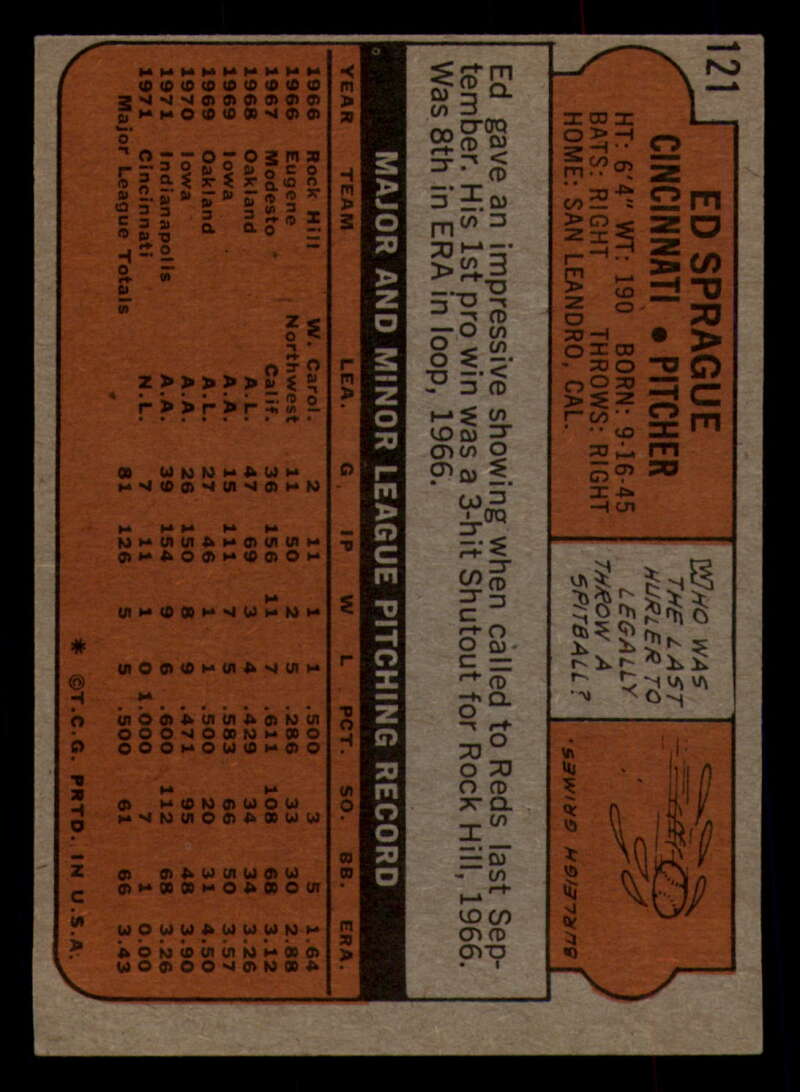 121
ED SPRAGUE
CINCINNATI • PITCHER
HT: 6'4" WT: 190 BORN: 9-16-45
BATS: RIGHT THROWS: RIGHT
HOME: SAN LEANDRO, CAL.
WHO WAS
THE LAST
HURLER TO
LEGALLY
THROW A
SPITBALL?
BURLEIGH GRIMES.
Ed gave an impressive showing when called to Reds last Sep-
tember. His 1st pro win was a 3-hit Shutout for Rock Hill, 1966.
Was 8th in ERA in loop, 1966.
MAJOR AND MINOR LEAGUE PITCHING RECORD
YEAR TEAM LEA. G IP W L PCT. SO. BB. ERA.
1966 Rock Hill W. Carol. 2 11 1 1 .500 3 5 1.64
1966 Eugene Northwest 11 50 2 5 .286 33 30 2.88
1967 Modesto Calif. 36 156 11 7 .611 108 68 3.12
1968 Oakland A.L. 47 69 3 4 .429 34 34 3.26
1969 Iowa A.A. 15 111 7 5 .583 66 50 3.57
1969 Oakland A.L. 27 46 1 1 .500 20 31 4.50
1970 Iowa A.A. 26 150 8 9 .471 95 48 3.90
1971 Indianapolis A.A. 39 154 9 6 .600 112 68 3.26
1971 Cincinnati N.L. 7 11 1 0 1.000 7 1 0.00
Major League Totals 81 126 5 5 .500 61 66 3.43
* ©T.C.G. PRTD. IN U.S.A.